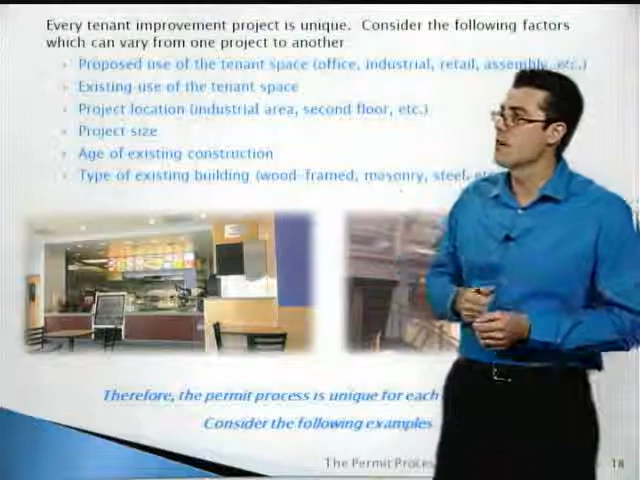 Every tenant improvement project is unique. Consider the following factors
which can vary from one project to another
Proposed use of the tenant space (office, industrial, retail, assembly, etc.)
Existing use of the tenant space
Project location (industrial area, second floor, etc.)
Project size
Age of existing construction
Type of existing building (wood-framed, masonry, steel,
Therefore, the permit process is unique for each
Consider the following examples
The Permit Proce
18